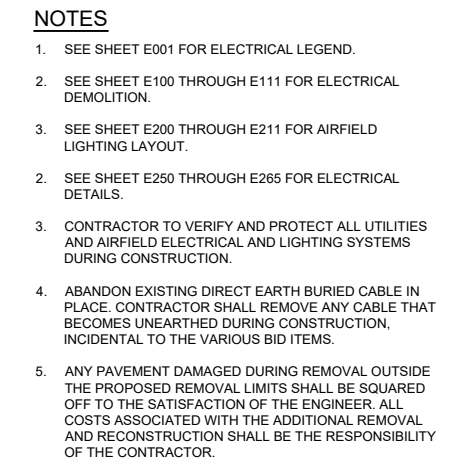 NOTES
1. SEE SHEET E001 FOR ELECTRICAL LEGEND.
2. SEE SHEET E100 THROUGH E111 FOR ELECTRICAL
DEMOLITION.
3. SEE SHEET E200 THROUGH E211 FOR AIRFIELD
LIGHTING LAYOUT.
2. SEE SHEET E250 THROUGH E265 FOR ELECTRICAL
DETAILS.
3. CONTRACTOR TO VERIFY AND PROTECT ALL UTILITIES
AND AIRFIELD ELECTRICAL AND LIGHTING SYSTEMS
DURING CONSTRUCTION.
4. ABANDON EXISTING DIRECT EARTH BURIED CABLE IN
PLACE. CONTRACTOR SHALL REMOVE ANY CABLE THAT
BECOMES UNEARTHED DURING CONSTRUCTION,
INCIDENTAL TO THE VARIOUS BID ITEMS.
5. ANY PAVEMENT DAMAGED DURING REMOVAL OUTSIDE
THE PROPOSED REMOVAL LIMITS SHALL BE SQUARED
OFF TO THE SATISFACTION OF THE ENGINEER. ALL
COSTS ASSOCIATED WITH THE ADDITIONAL REMOVAL
AND RECONSTRUCTION SHALL BE THE RESPONSIBILITY
OF THE CONTRACTOR.